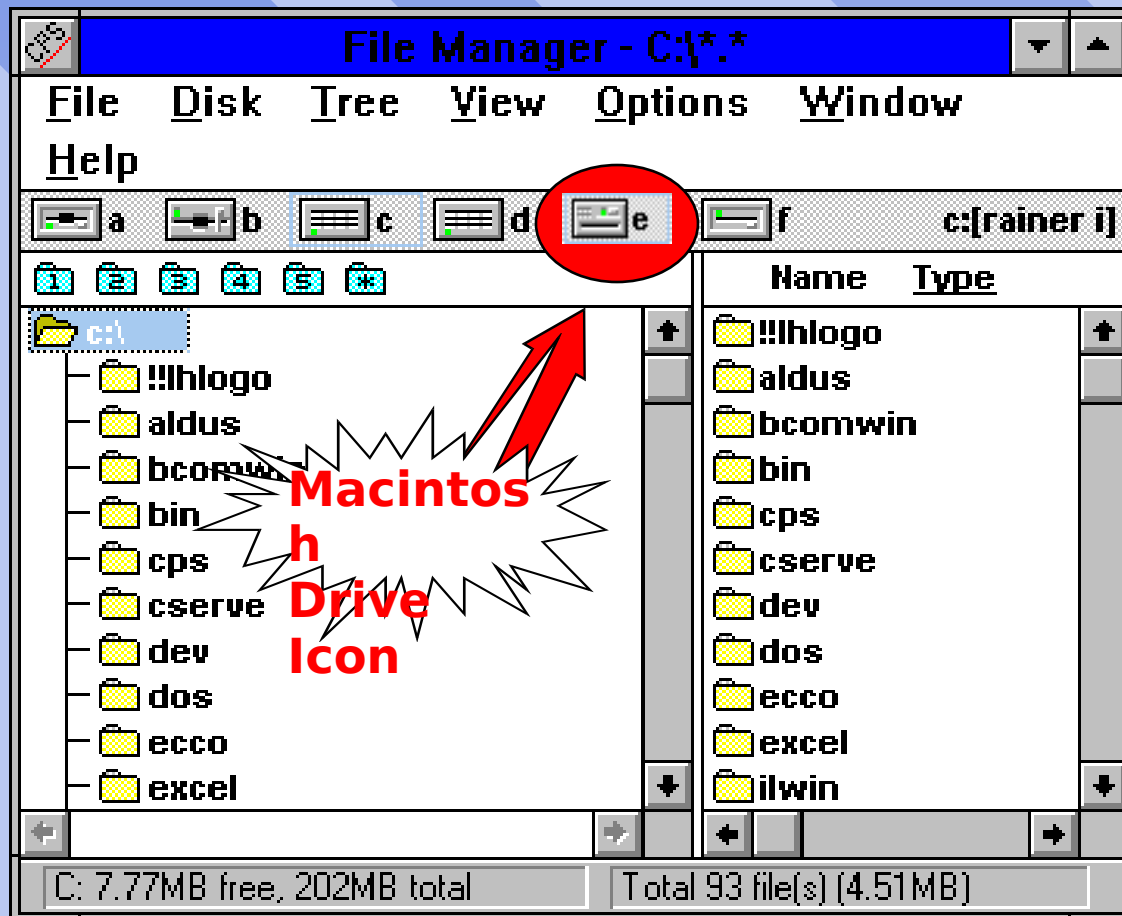 File Manager - C:\*.*
File Disk Tree View Options Window
Help
a b c d e f c:[rainer i]
1 2 3 4 5 *
Name Type
c:\
!!lhlogo
aldus
bcomwin
bin
cps
cserve
dev
dos
ecco
excel
Macintos
h
Drive
Icon
!!lhlogo
aldus
bcomwin
bin
cps
cserve
dev
dos
ecco
excel
ilwin
C: 7.77MB free, 202MB total
Total 93 file(s) (4.51MB)